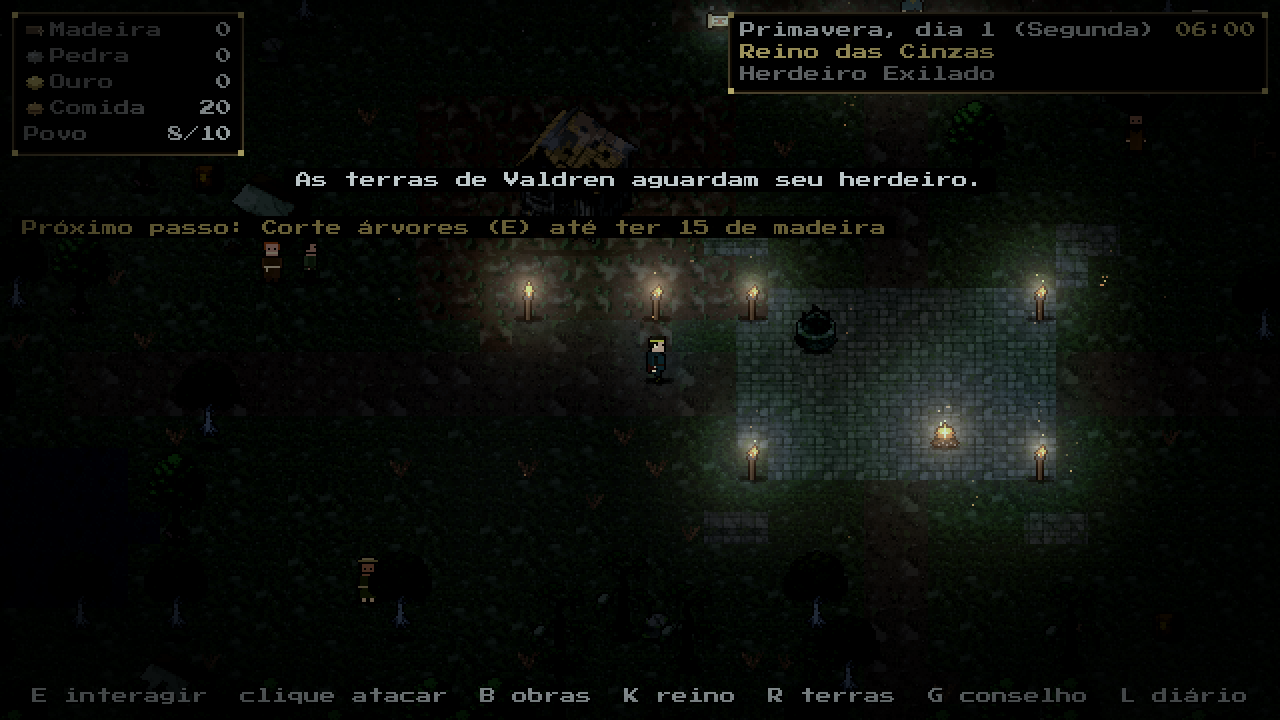 Madeira 0
Pedra 0
Ouro 0
Comida 20
Povo 8/10
Primavera, dia 1 (Segunda) 06:00
Reino das Cinzas
Herdeiro Exilado
As terras de Valdren aguardam seu herdeiro.
Próximo passo: Corte árvores (E) até ter 15 de madeira
E interagir clique atacar B obras K reino R terras G conselho L diário